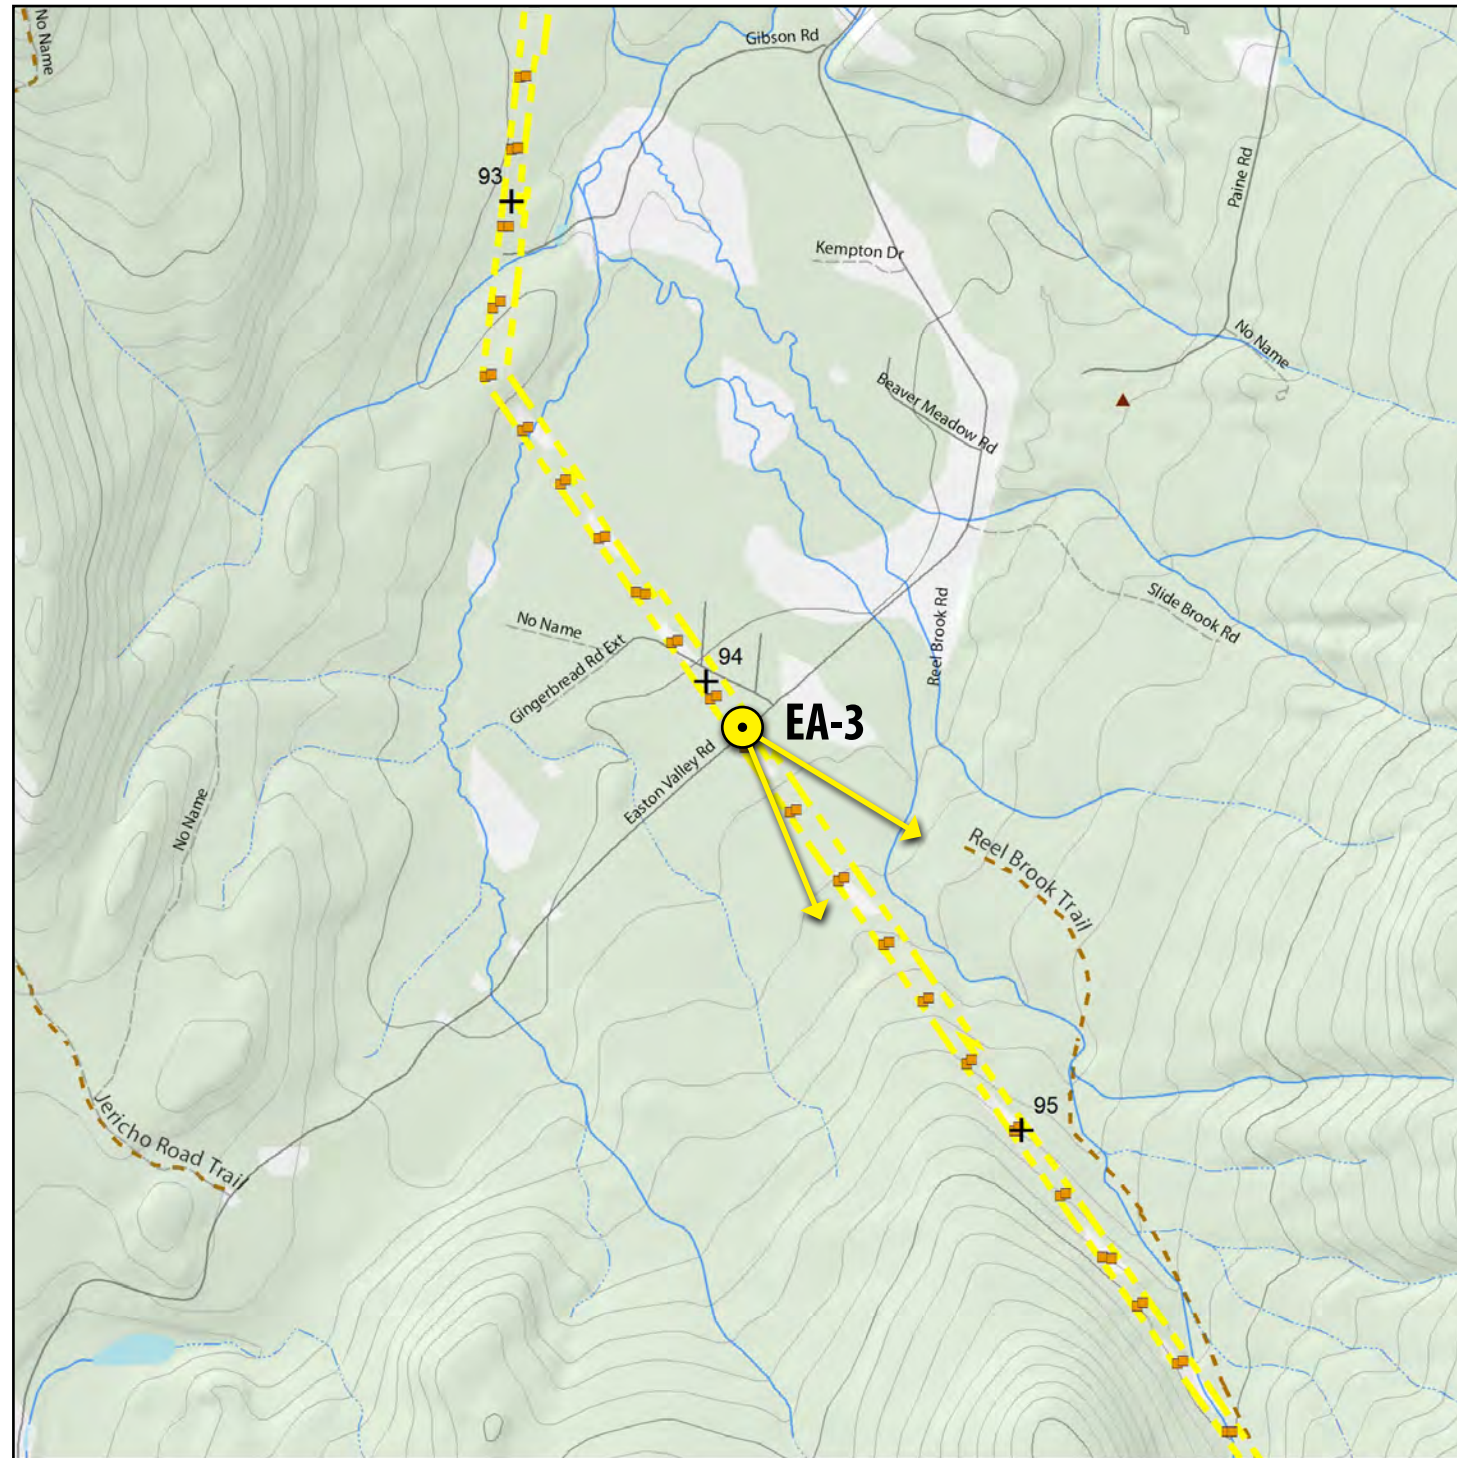 No Name
Gibson Rd
93
Paine Rd
Kempton Dr
No Name
Beaver Meadow Rd
Slide Brook Rd
Reel Brook Rd
No Name
Gingerbread Rd Ext
94
EA-3
Easton Valley Rd
No Name
Reel Brook Trail
95
Jericho Road Trail